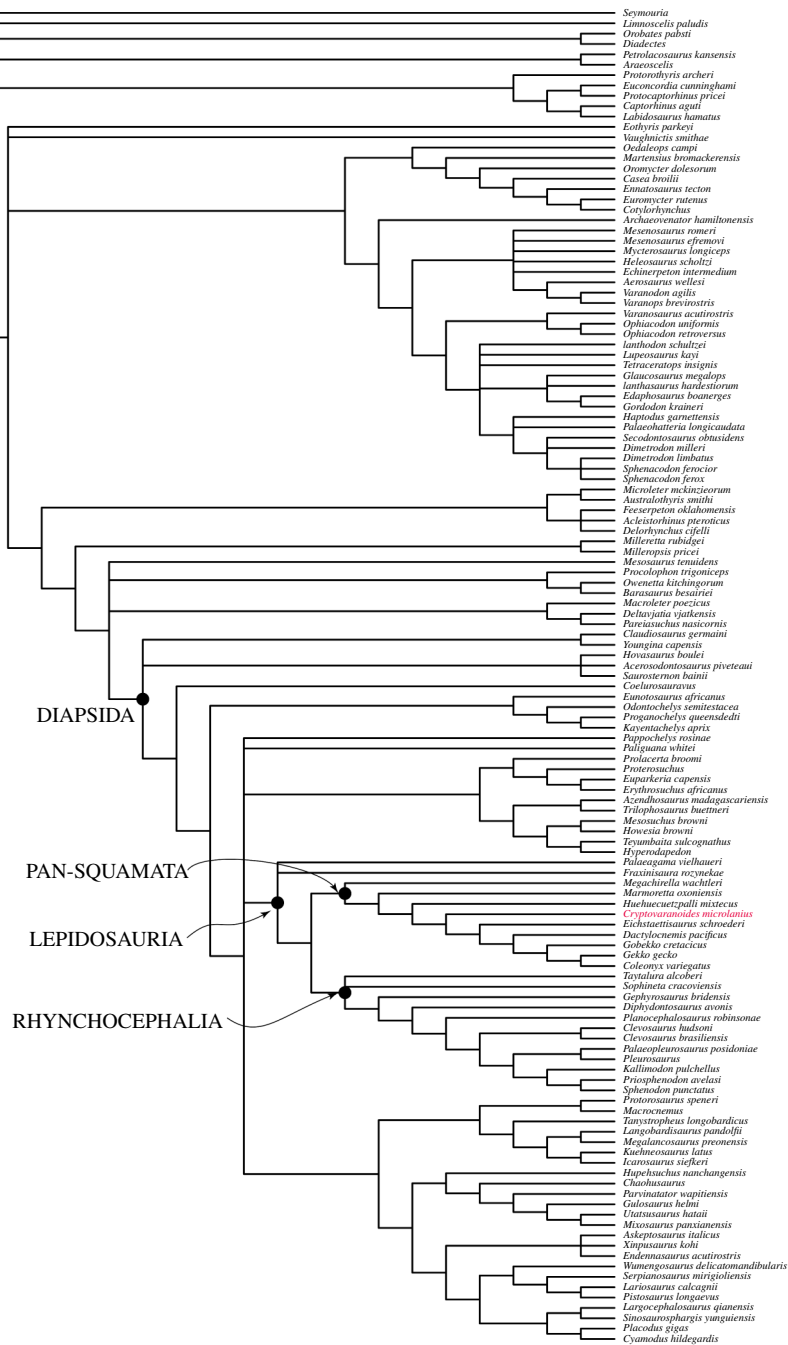 Seymouria
Limnoscelis paludis
Orobates pabsti
Diadectes
Petrolacosaurus kansensis
Araeoscelis
Protorothyris archeri
Euconcordia cunninghami
Protocaptorhinus pricei
Captorhinus aguti
Labidosaurus hamatus
Eothyris parkeyi
Vaughnictis smithae
Oedaleops campi
Martensius bromackerensis
Oromycter dolesorum
Casea broilii
Ennatosaurus tecton
Euromycter rutenus
Cotylorhynchus
Archaeovenator hamiltonensis
Mesenosaurus romeri
Mesenosaurus efremovi
Mycterosaurus longiceps
Heleosaurus scholtzi
Echinerpeton intermedium
Aerosaurus wellesi
Varanodon agilis
Varanops brevirostris
Varanosaurus acutirostris
Ophiacodon uniformis
Ophiacodon retroversus
Ianthodon schultzei
Lupeosaurus kayi
Tetraceratops insignis
Glaucosaurus megalops
Ianthasaurus hardestiorum
Edaphosaurus boanerges
Gordodon kraineri
Haptodus garnettensis
Palaeohatteria longicaudata
Secodontosaurus obtusidens
Dimetrodon milleri
Dimetrodon limbatus
Sphenacodon ferocior
Sphenacodon ferox
Microleter mckinzieorum
Australothyris smithi
Feeserpeton oklahomensis
Acleistorhinus pteroticus
Delorhynchus cifelli
Milleretta rubidgei
Milleropsis pricei
Mesosaurus tenuidens
Procolophon trigoniceps
Owenetta kitchingorum
Barasaurus besairiei
Macroleter poezicus
Deltavjatia vjatkensis
Pareiasuchus nasicornis
Claudiosaurus germaini
Youngina capensis
Hovasaurus boulei
Acerosodontosaurus piveteaui
Saurosternon bainii
Coelurosauravus
Eunotosaurus africanus
Odontochelys semitestacea
DIAPSIDA
Proganochelys queensdedti
Kayentachelys aprix
Pappochelys rosinae
Paliguana whitei
Prolacerta broomi
Proterosuchus
Euparkeria capensis
Erythrosuchus africanus
Azendhosaurus madagascariensis
Trilophosaurus buettneri
Mesosuchus browni
Howesia browni
Teyumbaita sulcognathus
Hyperodapedon
Palaeagama vielhaueri
PAN-SQUAMATA
Fraxinisaura rozynekae
Megachirella wachtleri
Marmoretta oxoniensis
Huehuecuetzpalli mixtecus
Cryptovaranoides microlanius
Eichstaettisaurus schroederi
Dactylocnemis pacificus
LEPIDOSAURIA
Gobekko cretacicus
Gekko gecko
Coleonyx variegatus
Taytalura alcoberi
Sophineta cracoviensis
Gephyrosaurus bridensis
Diphydontosaurus avonis
Planocephalosaurus robinsonae
RHYNCHOCEPHALIA
Clevosaurus hudsoni
Clevosaurus brasiliensis
Palaeopleurosaurus posidoniae
Pleurosaurus
Kallimodon pulchellus
Priosphenodon avelasi
Sphenodon punctatus
Protorosaurus speneri
Macrocnemus
Tanystropheus longobardicus
Langobardisaurus pandolfii
Megalancosaurus preonensis
Kuehneosaurus latus
Icarosaurus siefkeri
Hupehsuchus nanchangensis
Chaohusaurus
Parvinatator wapitiensis
Gulosaurus helmi
Utatsusaurus hataii
Mixosaurus panxianensis
Askeptosaurus italicus
Xinpusaurus kohi
Endennasaurus acutirostris
Wumengosaurus delicatomandibularis
Serpianosaurus mirigioliensis
Lariosaurus calcagnii
Pistosaurus longaevus
Largocephalosaurus qianensis
Sinosaurosphargis yunguiensis
Placodus gigas
Cyamodus hildegardis